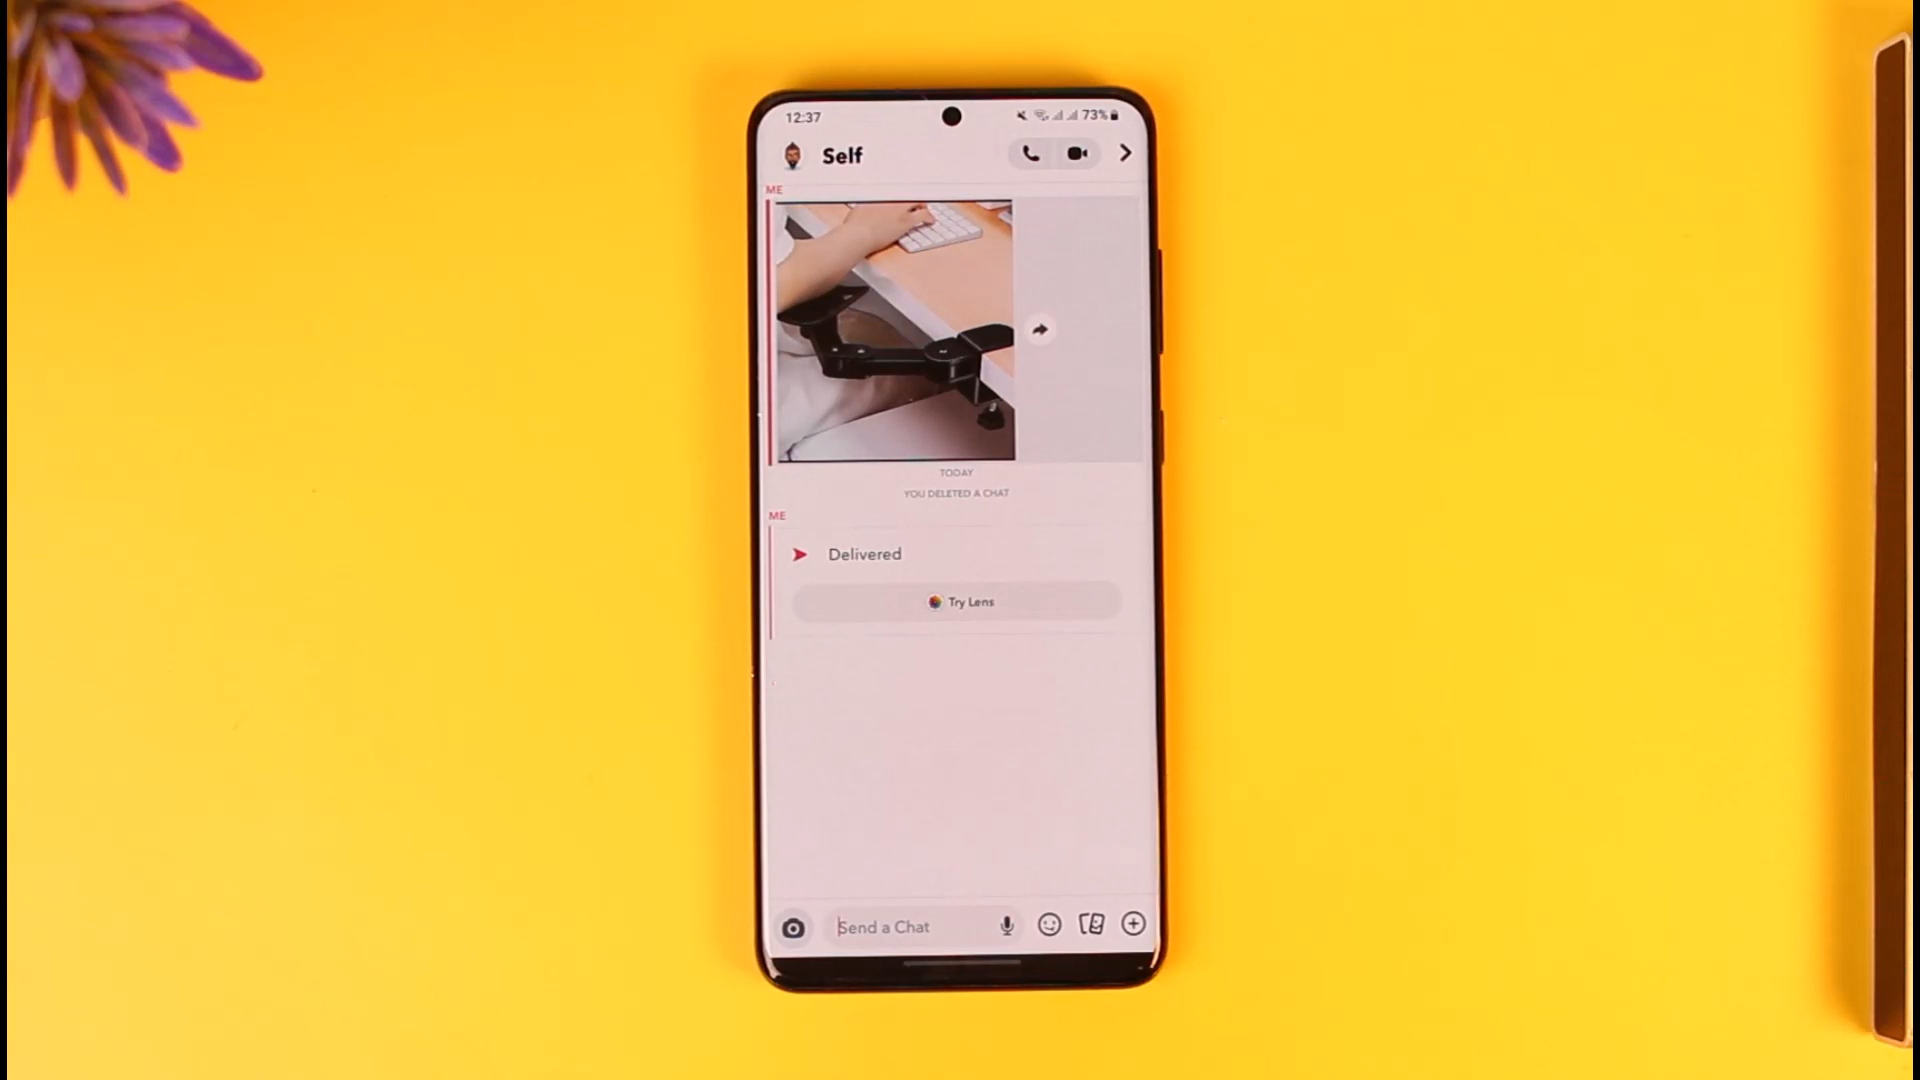 12:37
73%
Self
ME
TODAY
YOU DELETED A CHAT
ME
Delivered
Try Lens
Send a Chat